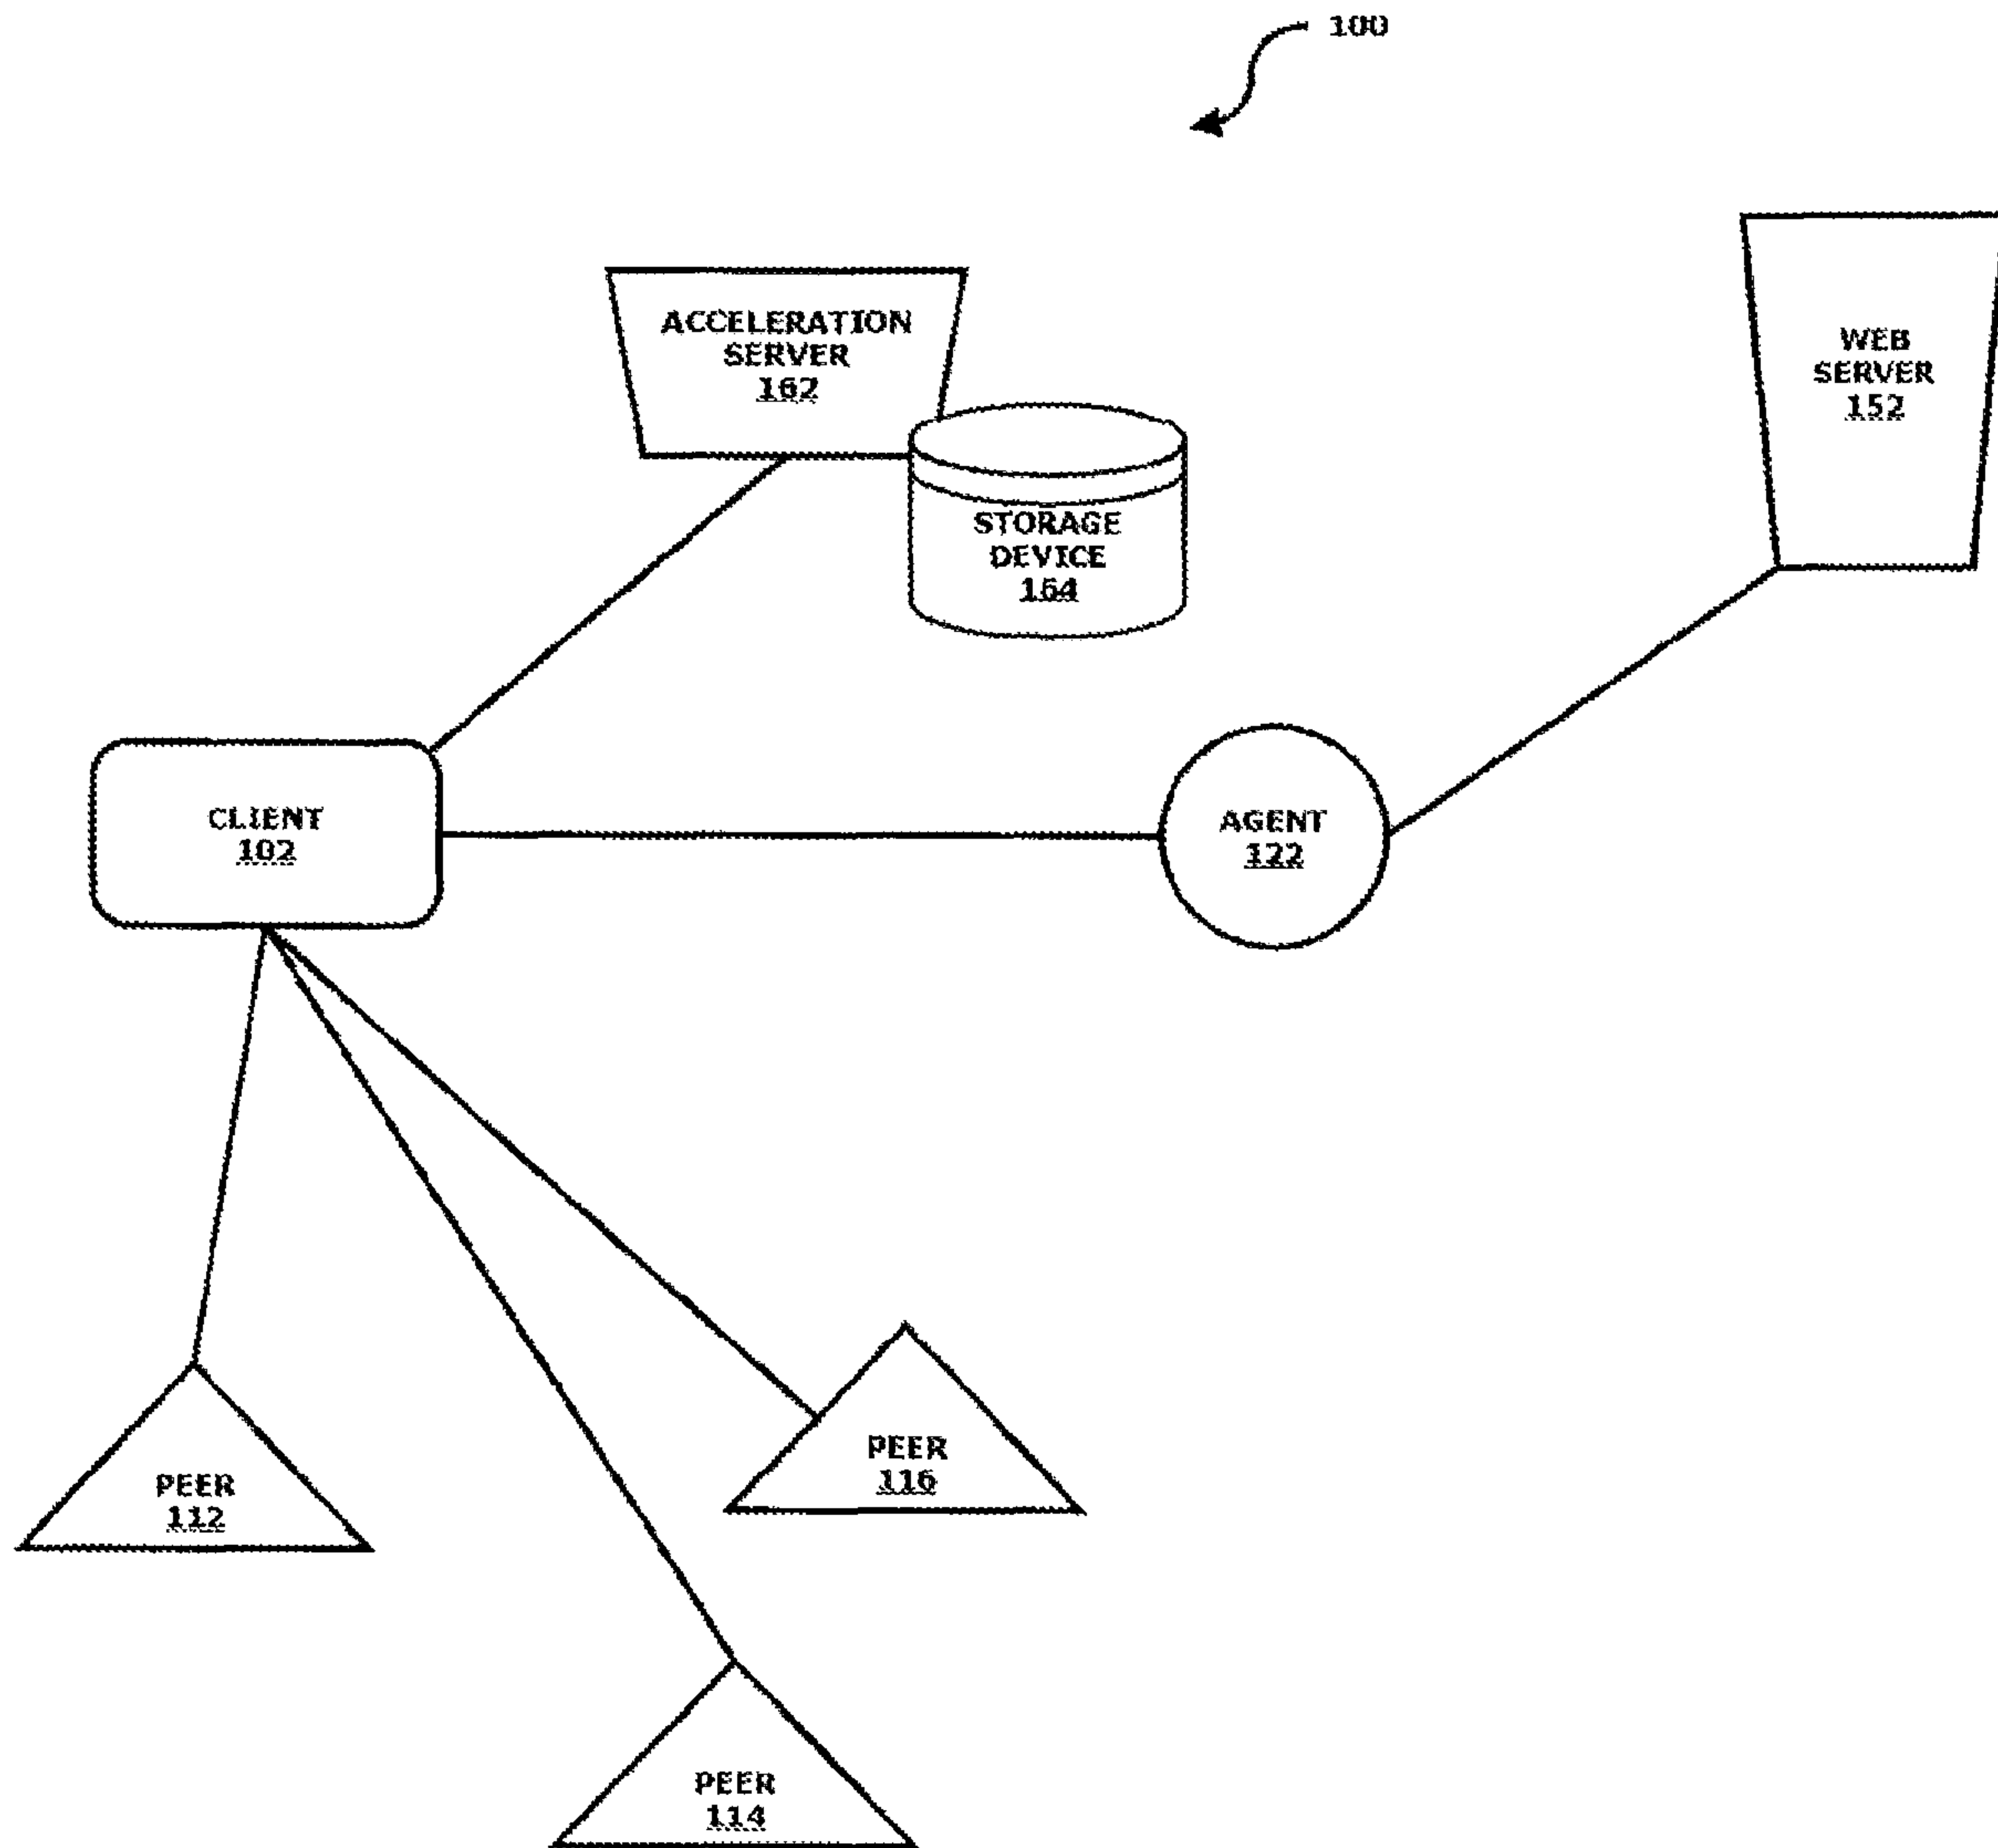 100
ACCELERATION
SERVER
162
WEB
SERVER
152
STORAGE
DEVICE
164
CLIENT
102
AGENT
122
PEER
116
PEER
112
PEER
114